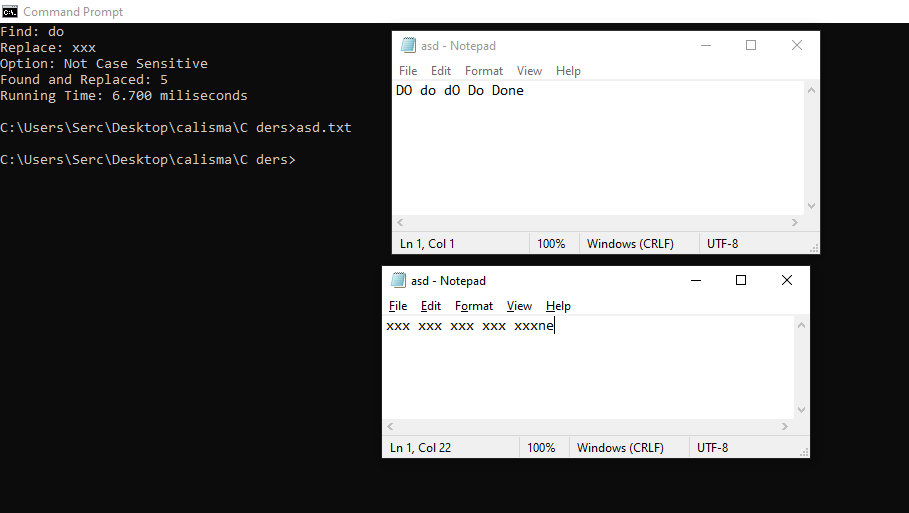 Command Prompt
Find: do
Replace: xxx
Option: Not Case Sensitive
Found and Replaced: 5
Running Time: 6.700 miliseconds
C:\Users\Serc\Desktop\calisma\C ders>asd.txt
C:\Users\Serc\Desktop\calisma\C ders>
asd - Notepad
File Edit Format View Help
DO do dO Do Done
Ln 1, Col 1 100% Windows (CRLF) UTF-8
asd - Notepad
File Edit Format View Help
xxx xxx xxx xxx xxxne
Ln 1, Col 22 100% Windows (CRLF) UTF-8